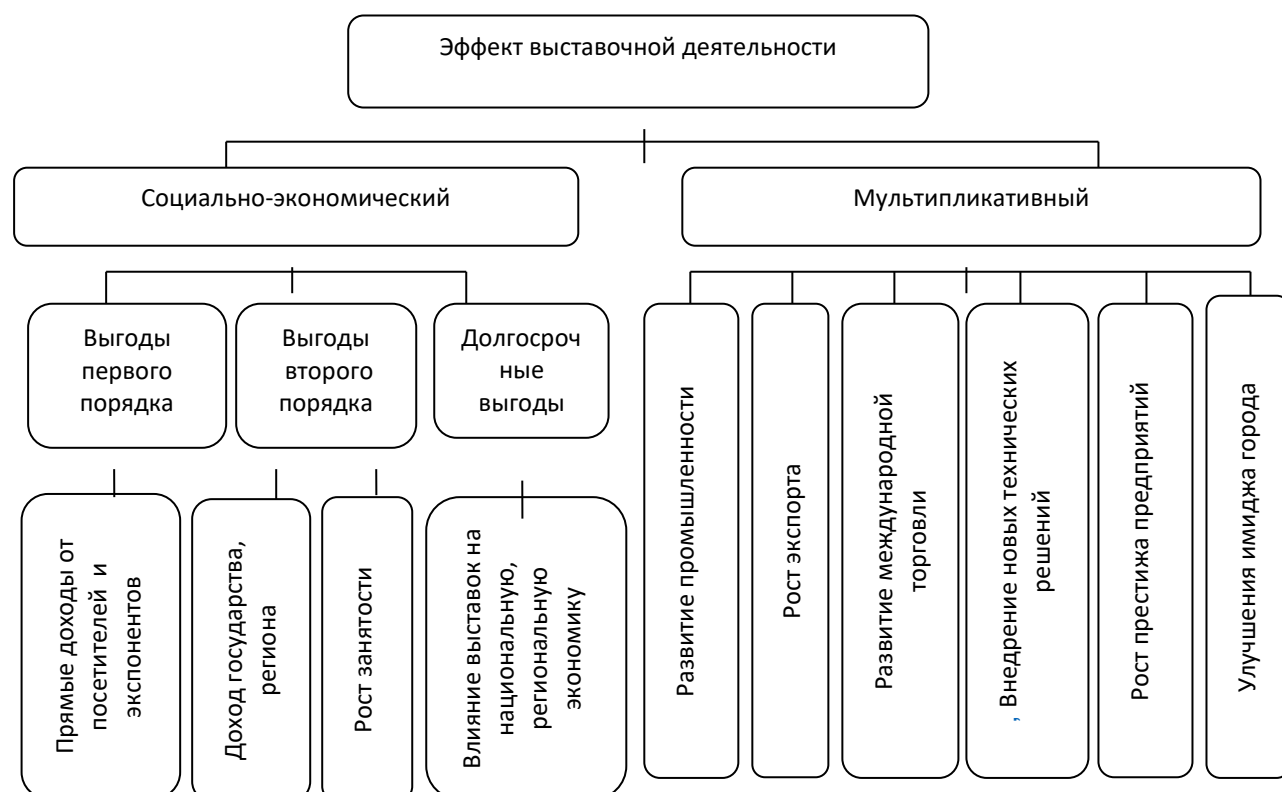 Эффект выставочной деятельности
Социально-экономический
Мультипликативный
Выгоды
первого
порядка
Выгоды
второго
порядка
Долгосроч
ные
выгоды
Прямые доходы от
посетителей и
экспонентов
Доход государства,
региона
Рост занятости
Влияние выставок на
национальную,
региональную
экономику
Развитие промышленности
Рост экспорта
Развитие международной
торговли
, Внедрение новых технических
решений
Рост престижа предприятий
Улучшения имиджа города